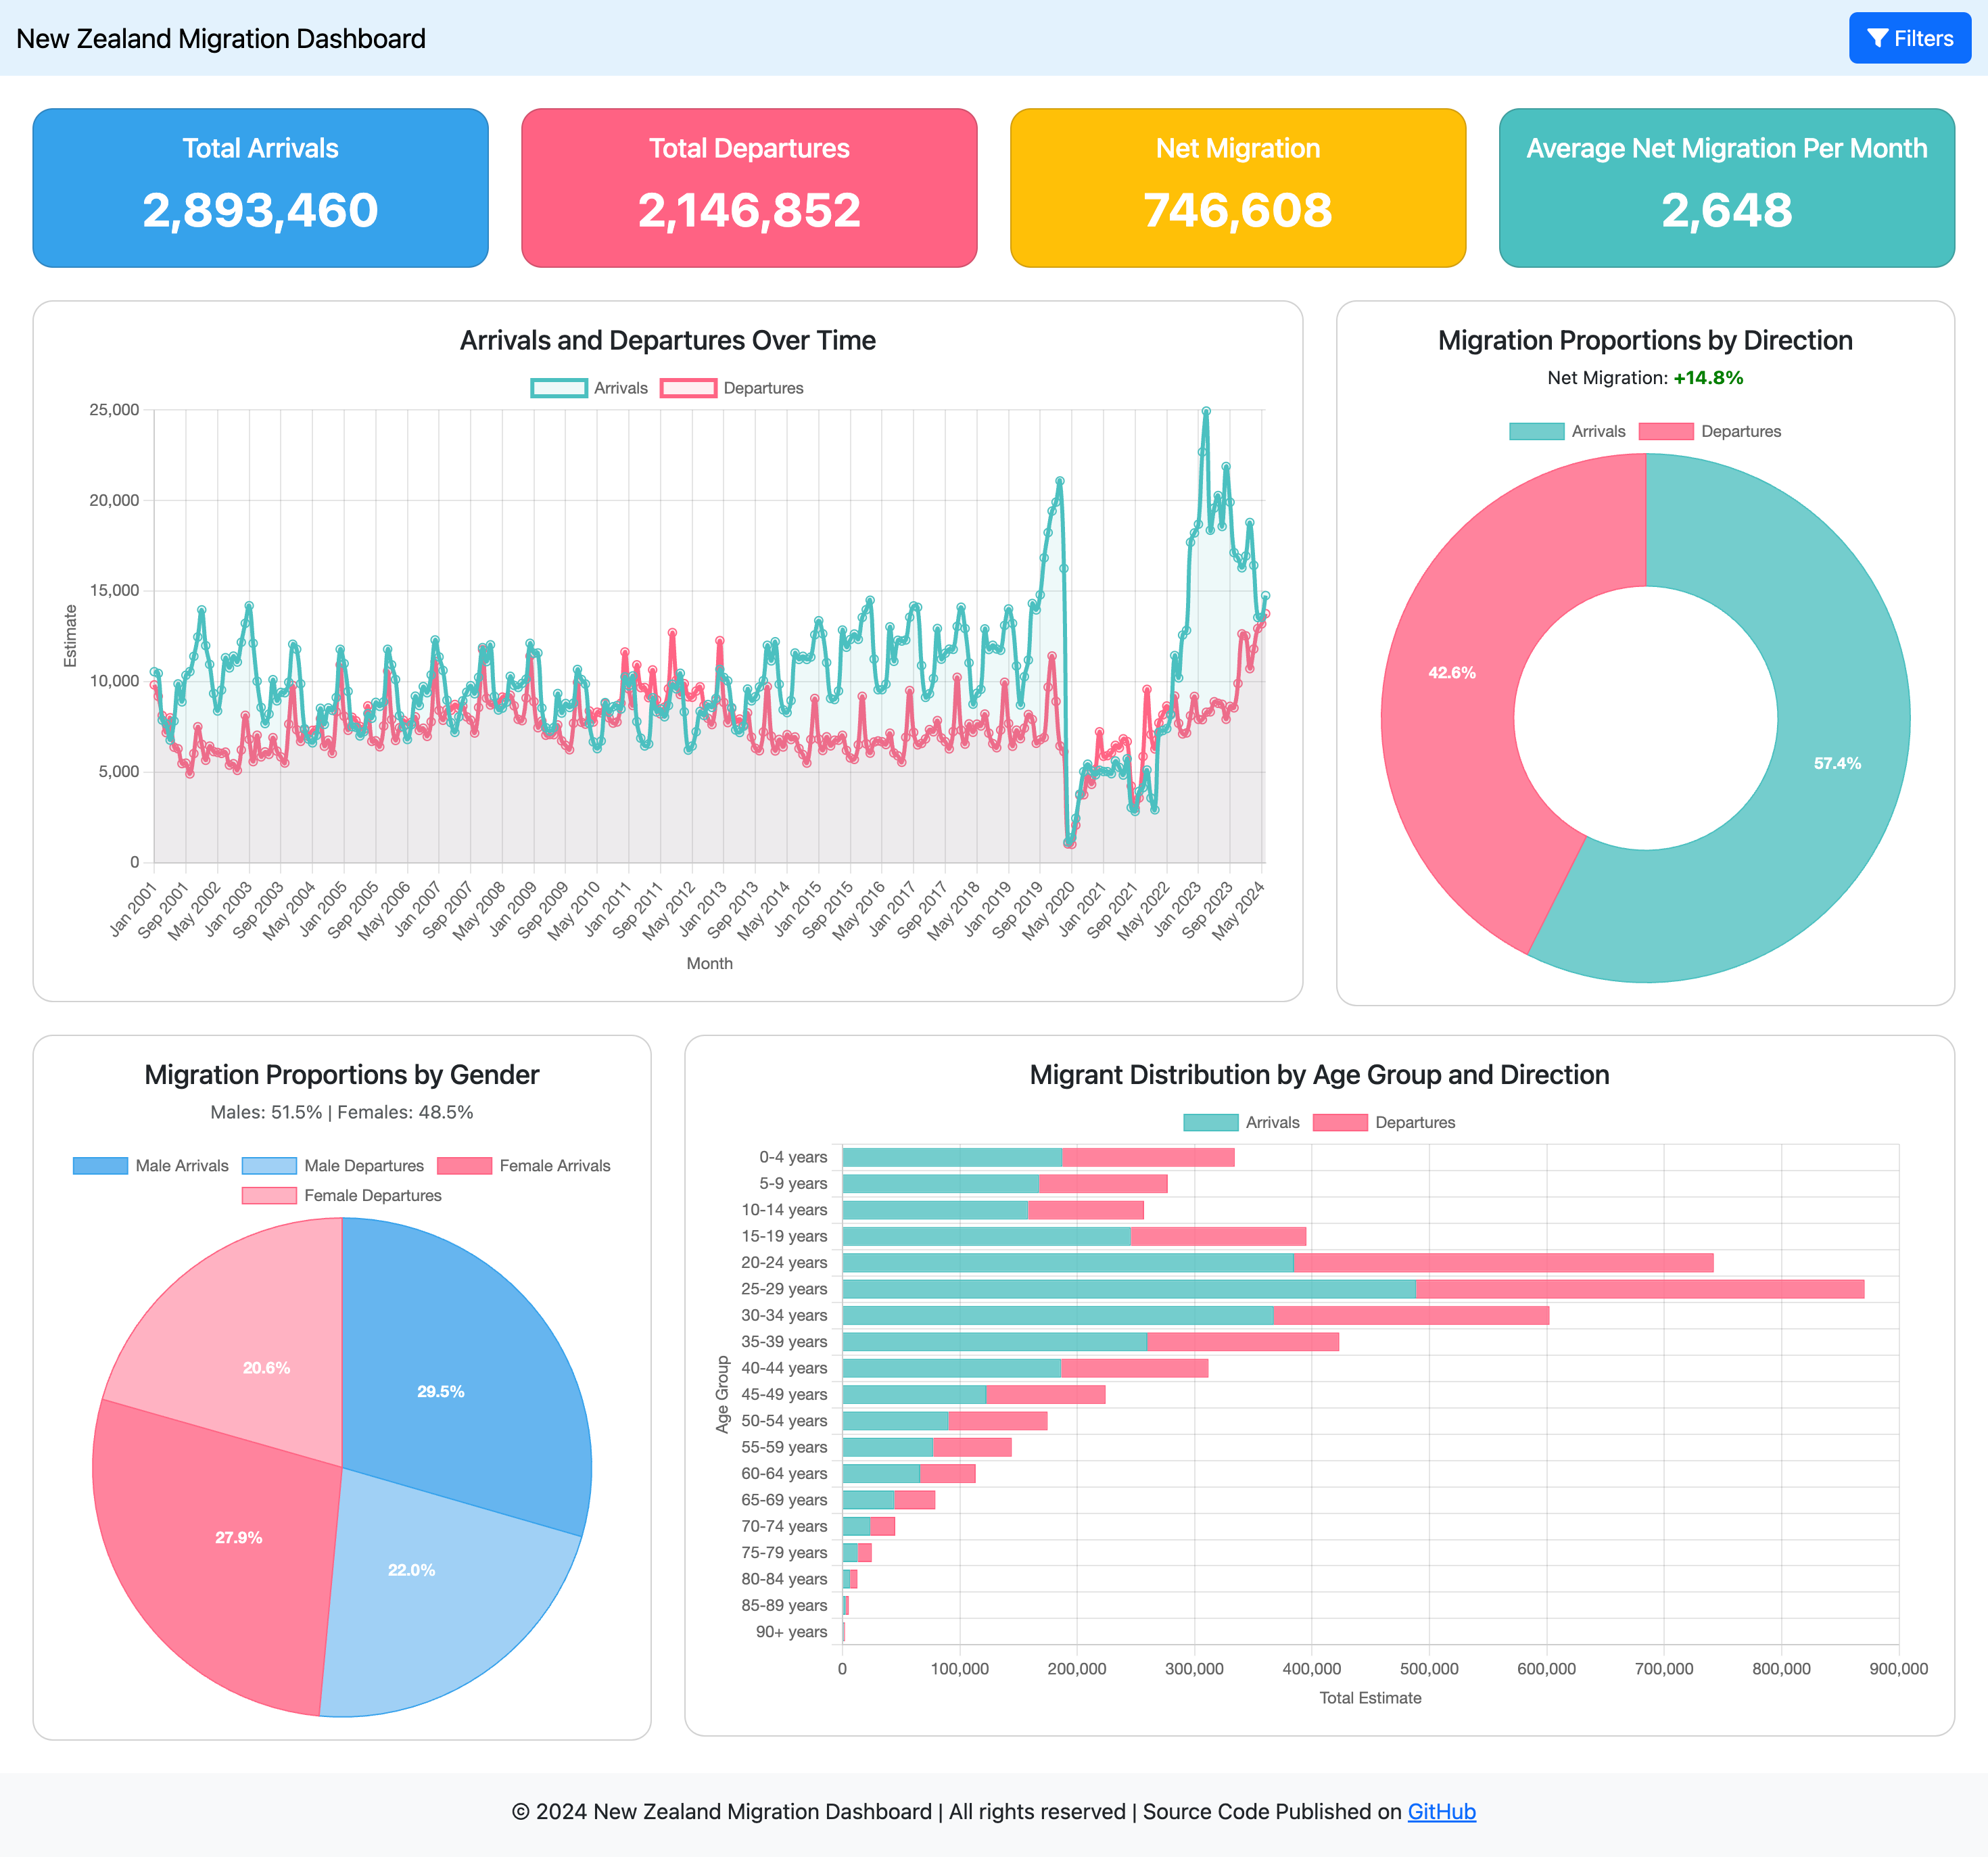 New Zealand Migration Dashboard
Filters
Total Arrivals
2,893,460
Total Departures
2,146,852
Net Migration
746,608
Average Net Migration Per Month
2,648
Arrivals and Departures Over Time
Arrivals Departures
Estimate
25,000
20,000
15,000
10,000
5,000
0
Jan 2001 Sep 2001 May 2002 Jan 2003 Sep 2003 May 2004 Jan 2005 Sep 2005 May 2006 Jan 2007 Sep 2007 May 2008 Jan 2009 Sep 2009 May 2010 Jan 2011 Sep 2011 May 2012 Jan 2013 Sep 2013 May 2014 Jan 2015 Sep 2015 May 2016 Jan 2017 Sep 2017 May 2018 Jan 2019 Sep 2019 May 2020 Jan 2021 Sep 2021 May 2022 Jan 2023 Sep 2023 May 2024
Month
Migration Proportions by Direction
Net Migration: +14.8%
Arrivals Departures
42.6%
57.4%
Migration Proportions by Gender
Males: 51.5% | Females: 48.5%
Male Arrivals Male Departures Female Arrivals
Female Departures
20.6%
29.5%
27.9%
22.0%
Migrant Distribution by Age Group and Direction
Arrivals Departures
Age Group
0-4 years
5-9 years
10-14 years
15-19 years
20-24 years
25-29 years
30-34 years
35-39 years
40-44 years
45-49 years
50-54 years
55-59 years
60-64 years
65-69 years
70-74 years
75-79 years
80-84 years
85-89 years
90+ years
0 100,000 200,000 300,000 400,000 500,000 600,000 700,000 800,000 900,000
Total Estimate
© 2024 New Zealand Migration Dashboard | All rights reserved | Source Code Published on GitHub